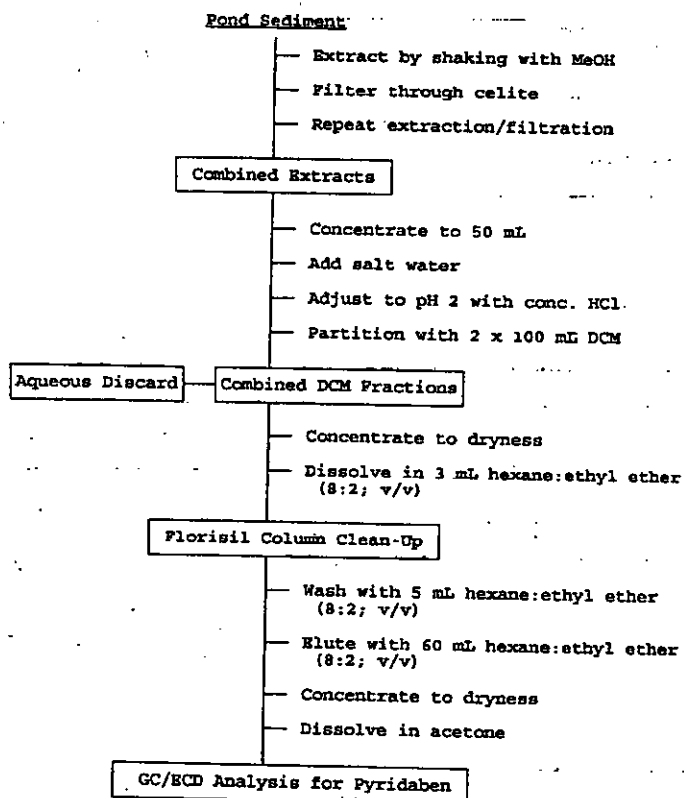 Pond Sediment
Extract by shaking with MeOH
Filter through celite
Repeat extraction/filtration
Combined Extracts
Concentrate to 50 mL
Add salt water
Adjust to pH 2 with conc. HCl
Partition with 2 x 100 mL DCM
Aqueous Discard
Combined DCM Fractions
Concentrate to dryness
Dissolve in 3 mL hexane:ethyl ether
(8:2; v/v)
Florisil Column Clean-Up
Wash with 5 mL hexane:ethyl ether
(8:2; v/v)
Elute with 60 mL hexane:ethyl ether
(8:2; v/v)
Concentrate to dryness
Dissolve in acetone
GC/ECD Analysis for Pyridaben